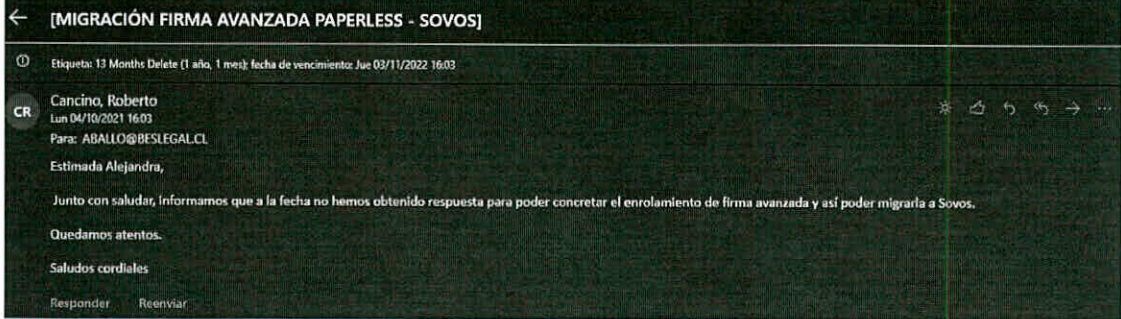 [MIGRACIÓN FIRMA AVANZADA PAPERLESS - SOVOS]
Etiqueta: 13 Months Delete (1 año, 1 mes); fecha de vencimiento: Jue 03/11/2022 16:03
CR
Cancino, Roberto
Lun 04/10/2021 16:03
Para: ABALLO@BESLEGAL.CL
Estimada Alejandra,
Junto con saludar, informamos que a la fecha no hemos obtenido respuesta para poder concretar el enrolamiento de firma avanzada y así poder migrarla a Sovos.
Quedamos atentos.
Saludos cordiales
Responder Reenviar